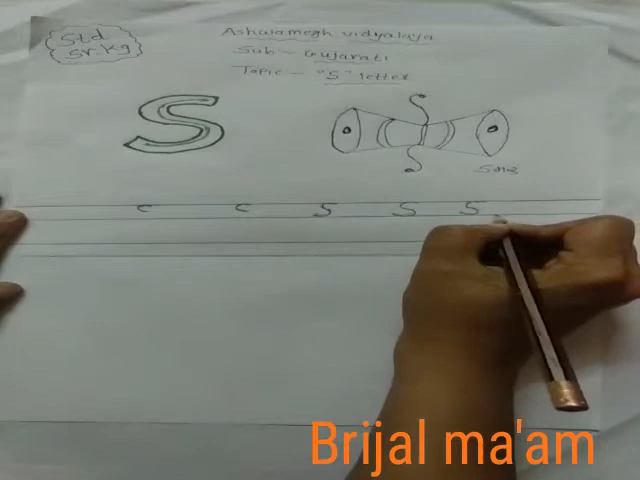 Std
Sr.kg
Ashwamegh vidyalaya
Sub - Gujarati
Topic - "ડ" letter
ડ
ડ ડ ડ
Brijal ma'am